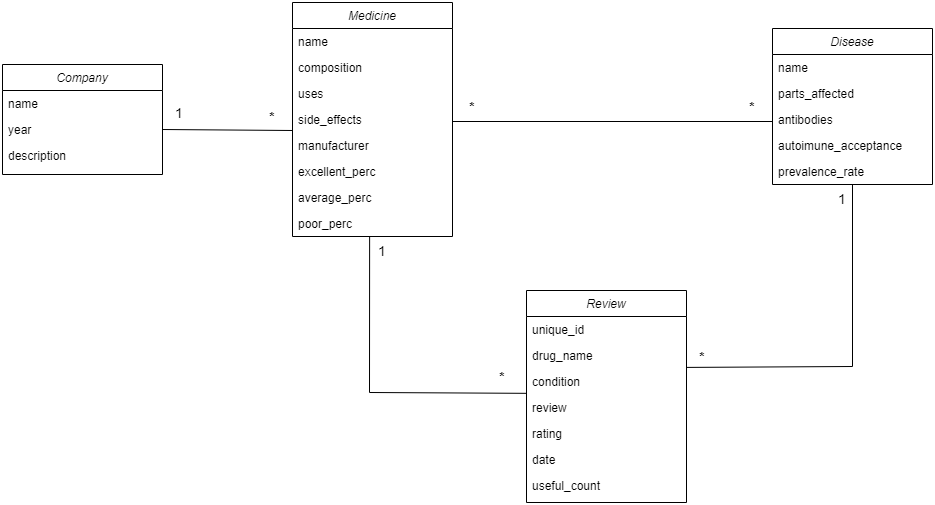 Company
name
year
description
1
*
Medicine
name
composition
uses
side_effects
manufacturer
excellent_perc
average_perc
poor_perc
*
*
Disease
name
parts_affected
antibodies
autoimune_acceptance
prevalence_rate
1
*
1
*
Review
unique_id
drug_name
condition
review
rating
date
useful_count